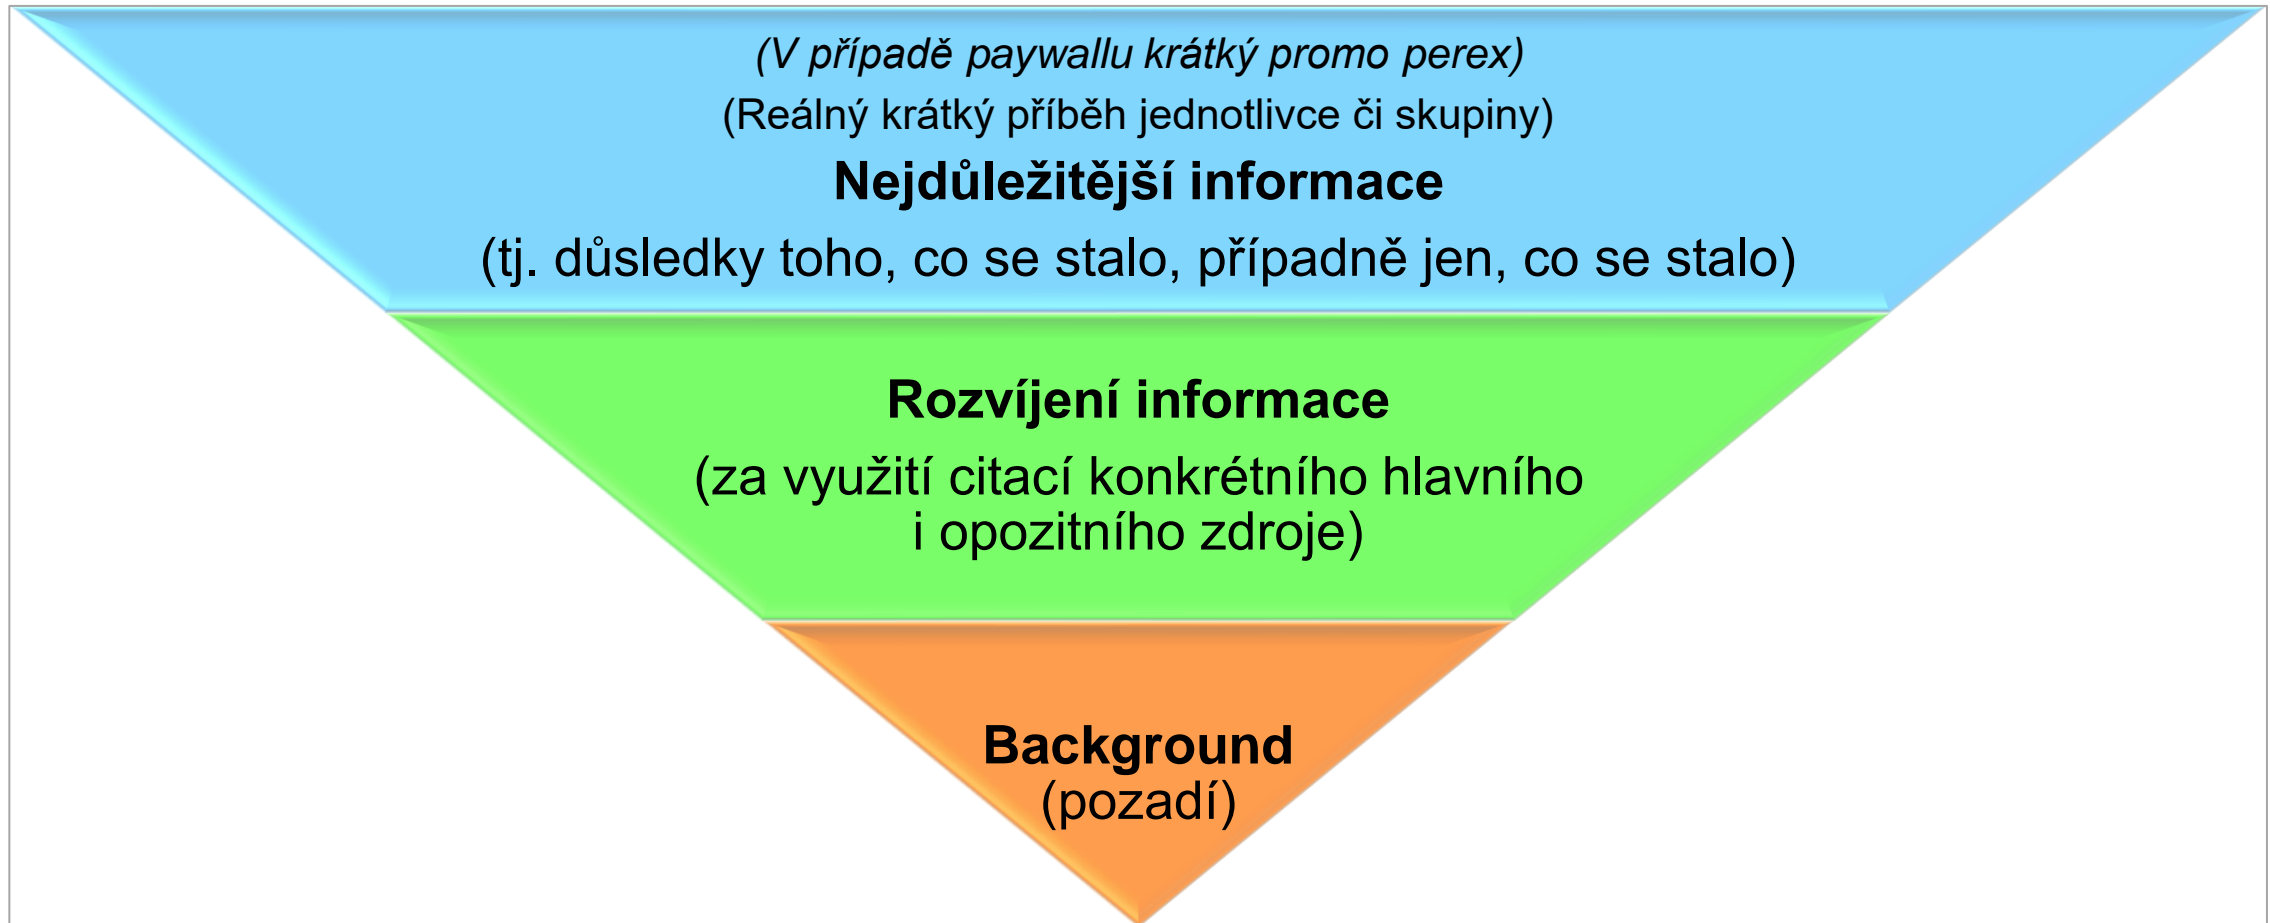 (V případě paywallu krátký promo perex)
(Reálný krátký příběh jednotlivce či skupiny)
Nejdůležitější informace
(tj. důsledky toho, co se stalo, případně jen, co se stalo)
Rozvíjení informace
(za využití citací konkrétního hlavního
i opozitního zdroje)
Background
(pozadí)